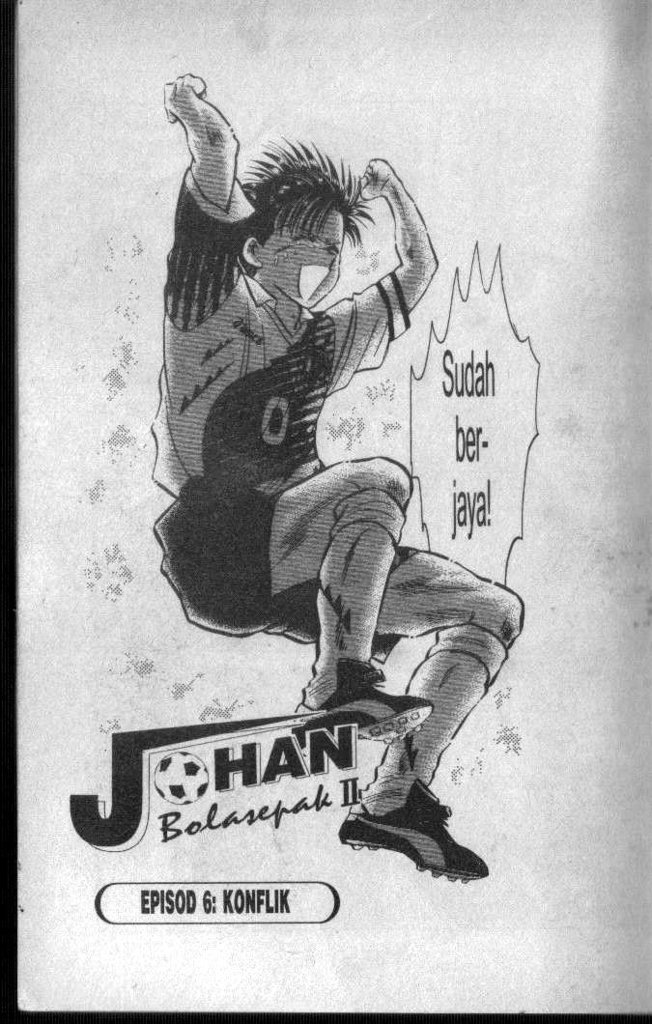 Sudah
ber-
jaya!
JOHAN
Bolasepak II
EPISOD 6: KONFLIK